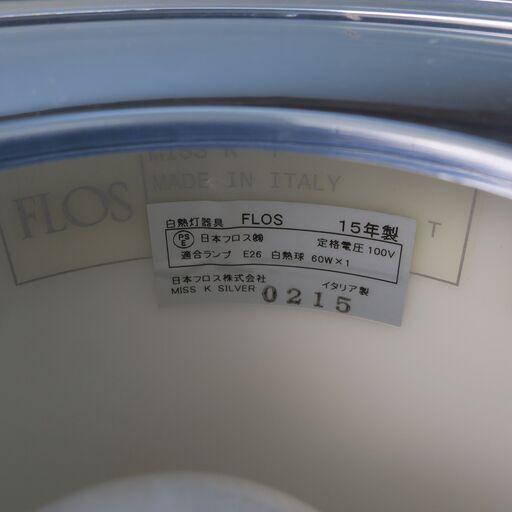 MISS K T
MADE IN ITALY
FLOS
T
白熱灯器具 FLOS 15年製
PSE 日本フロス㈱ 定格電圧 100V
適合ランプ E26 白熱球 60W×1
日本フロス株式会社 イタリア製
MISS K SILVER 0215